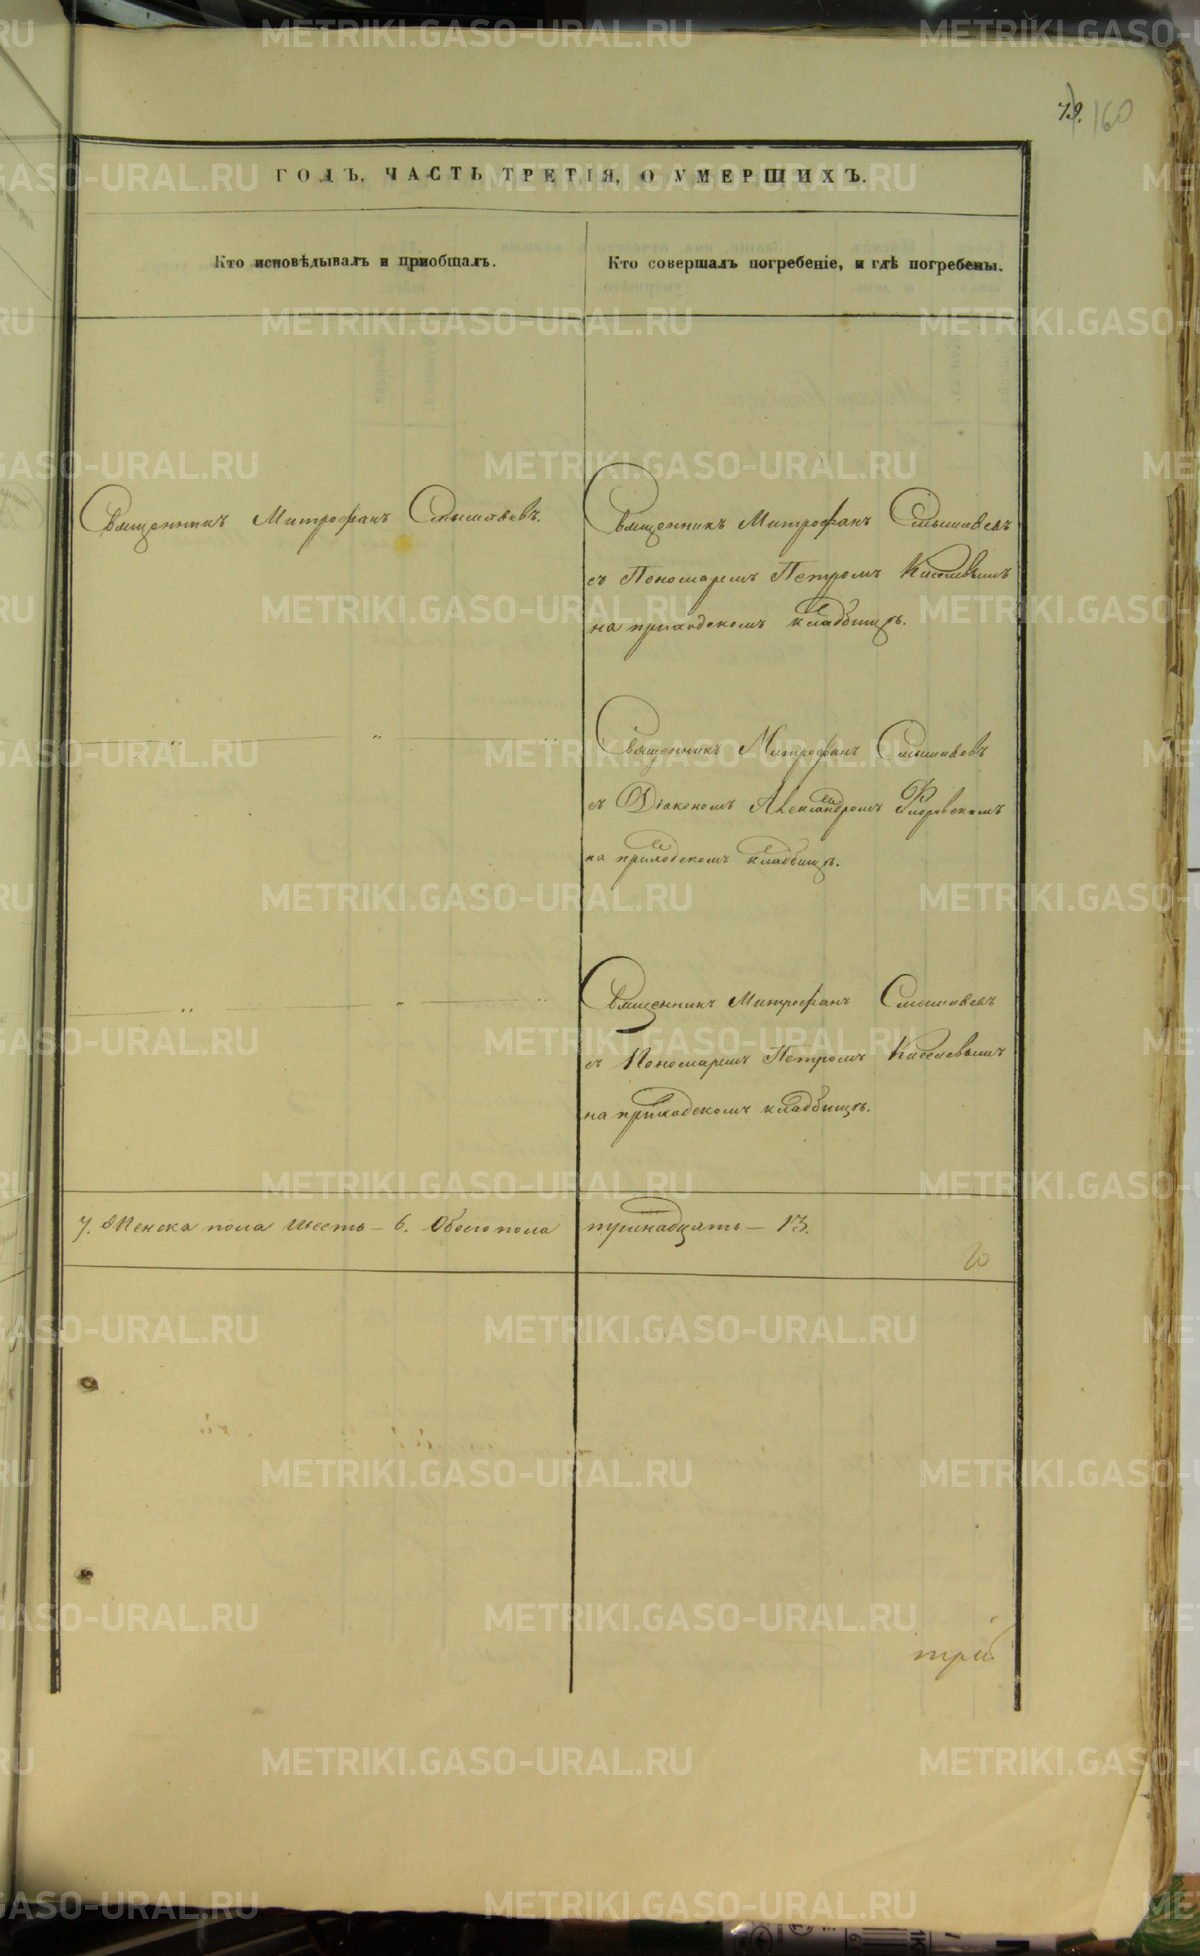 79. 160
ГОДЪ, ЧАСТЬ ТРЕТІЯ, О УМЕРШИХЪ.
Кто исповѣдывалъ и пріобщалъ.
Кто совершалъ погребеніе, и гдѣ погребены.
Священникъ Митрофанъ
Священникъ Митрофанъ
съ Пономаремъ Петромъ
на приходскомъ кладбищѣ.
" " "
Священникъ Митрофанъ
съ Діакономъ Александромъ
на приходскомъ кладбищѣ.
" " "
Священникъ Митрофанъ
съ Пономаремъ Петромъ
на приходскомъ кладбищѣ.
7. Женска пола шесть – 6. Обоего пола тринадцать – 13.
три
METRIKI.GASO-URAL.RU